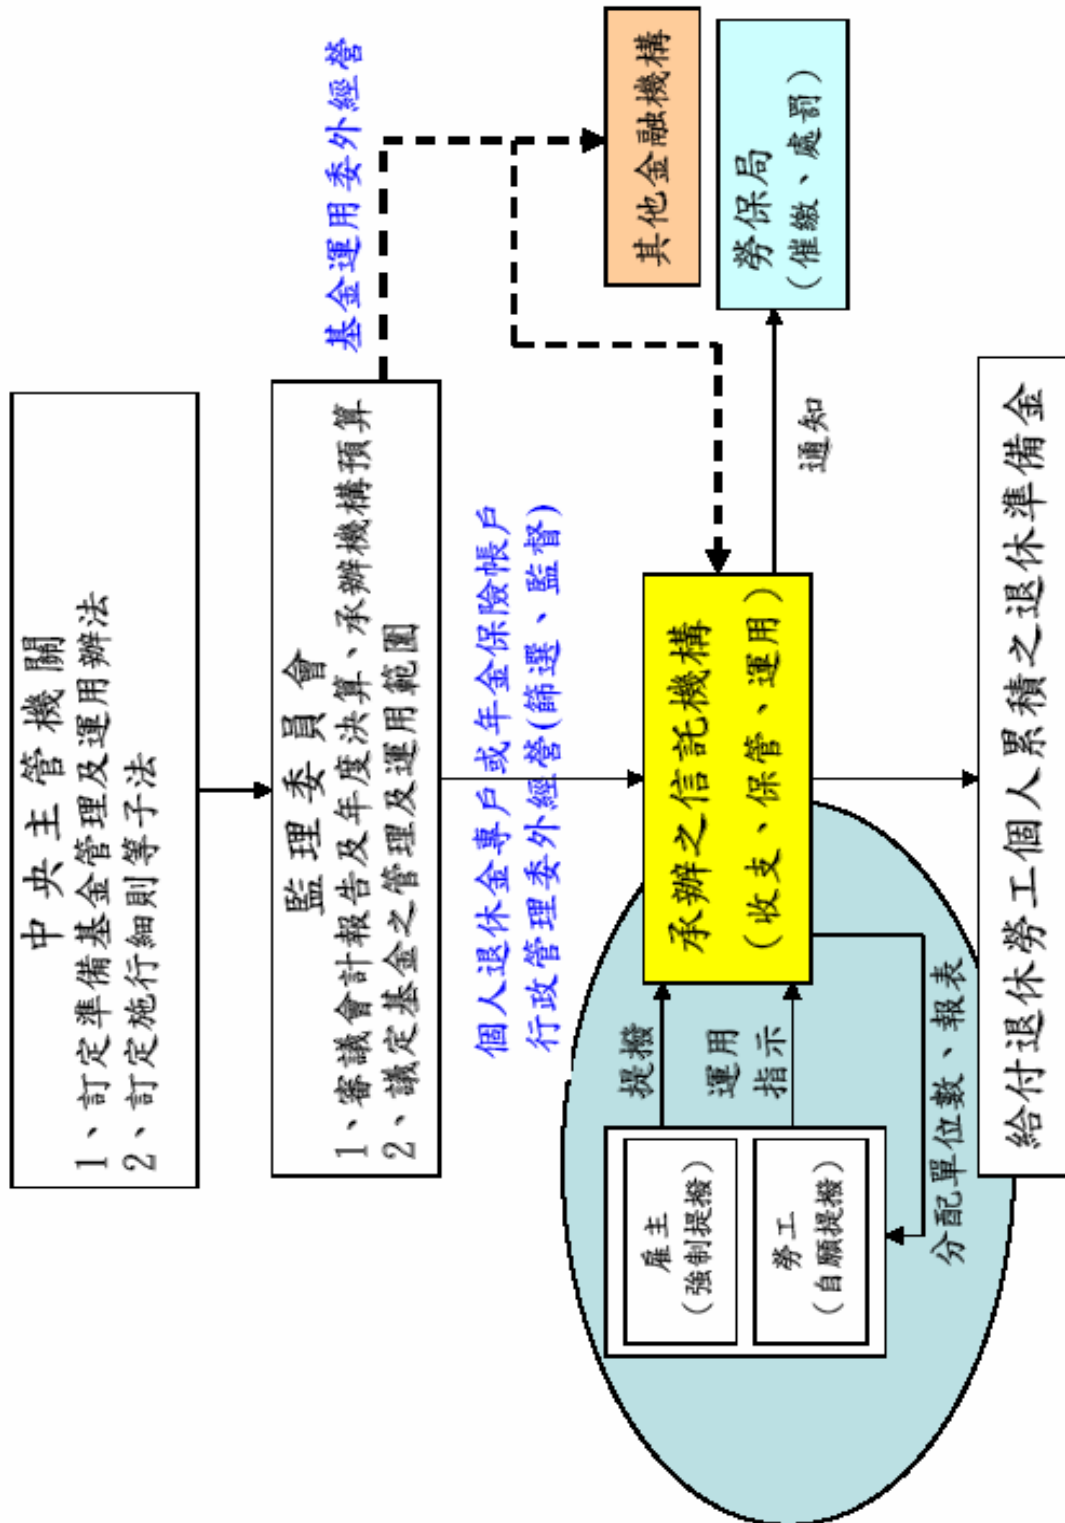 中央主管機關
1、訂定準備基金管理及運用辦法
2、訂定施行細則等子法
監理委員會
1、審議會計報告及年度決算、承辦機構預算
2、議定基金之管理及運用範圍
基金運用委外經營
個人退休金專戶或年金保險帳戶
行政管理委外經營(篩選、監督)
其他金融機構
勞保局
（催繳、處罰）
通知
承辦之信託機構
（收支、保管、運用）
提撥
運用
指示
雇主
（強制提撥）
勞工
（自願提撥）
分配單位數、報表
給付退休勞工個人累積之退休準備金